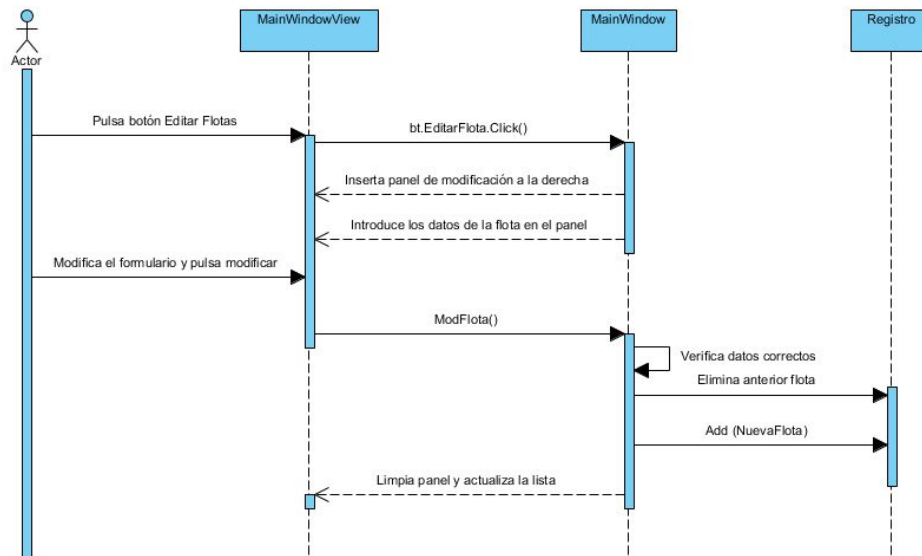 MainWindowView
MainWindow
Registro
Actor
Pulsa botón Editar Flotas
bt.EditarFlota.Click()
Inserta panel de modificación a la derecha
Introduce los datos de la flota en el panel
Modifica el formulario y pulsa modificar
ModFlota()
Verifica datos correctos
Elimina anterior flota
Add (NuevaFlota)
Limpia panel y actualiza la lista